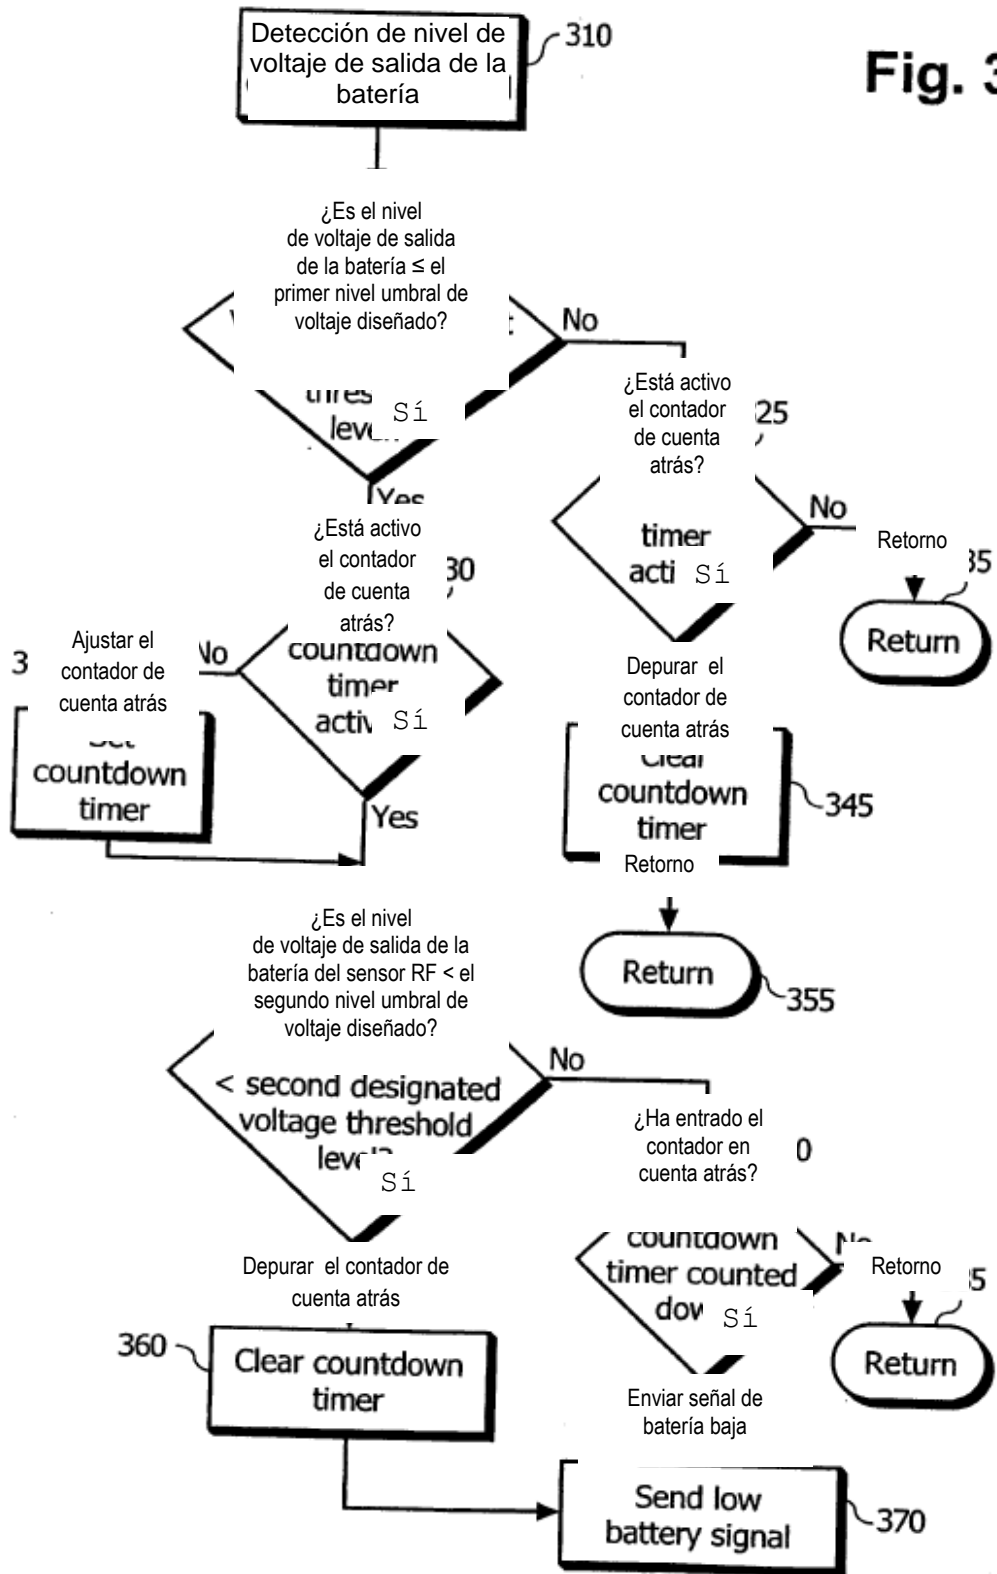 Detección de nivel de
voltaje de salida de la
batería
310
Fig. 3
¿Es el nivel
de voltaje de salida
de la batería ≤ el
primer nivel umbral de
voltaje diseñado?
No
Sí
Yes
¿Está activo
el contador
de cuenta
atrás?
25
timer
Sí
No
Retorno
35
Return
¿Está activo
el contador
de cuenta
atrás?
30
countdown
timer
Sí
No
Yes
Ajustar el
contador de
cuenta atrás
3
countdown
timer
Depurar el
contador de
cuenta atrás
Clear
countdown
timer
345
Retorno
Return
355
¿Es el nivel
de voltaje de salida de la
batería del sensor RF < el
segundo nivel umbral de
voltaje diseñado?
< second designated
voltage threshold
Sí
No
¿Ha entrado el
contador en
cuenta atrás?
0
countdown
timer counted
Sí
No
Retorno
5
Return
Depurar el contador de
cuenta atrás
360
Clear countdown
timer
Enviar señal de
batería baja
Send low
battery signal
370